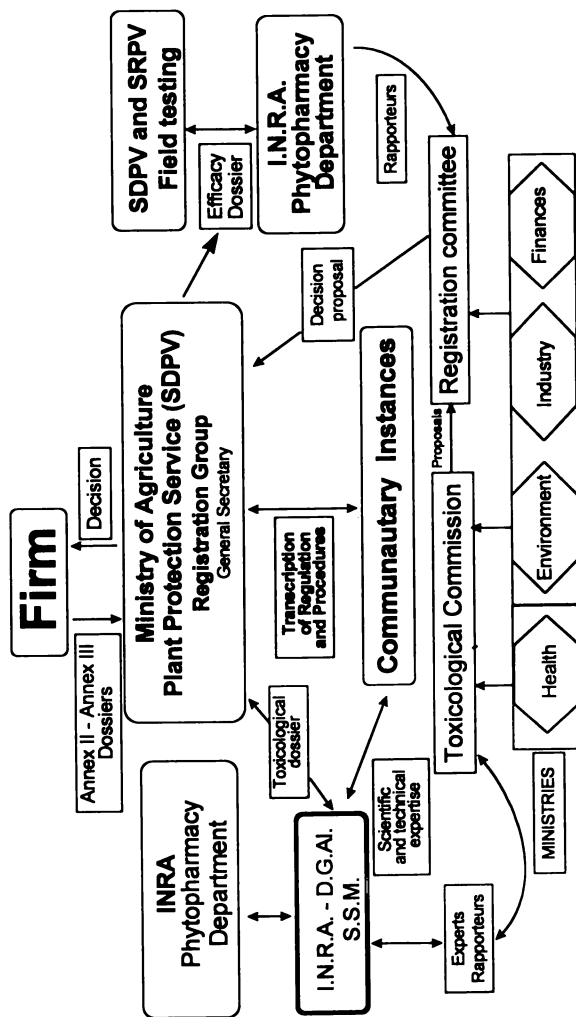 Firm
Annex II - Annex III
Dossiers
Decision
INRA
Phytopharmacy
Department
Ministry of Agriculture
Plant Protection Service (SDPV)
Registration Group
General Secretary
SDPV and SRPV
Field testing
Efficacy
Dossier
I.N.R.A.
Phytopharmacy
Department
Toxicological
dossier
Transcription
of Regulation
and Procedures
Decision
proposal
Rapporteurs
I.N.R.A. - D.G.Al.
S.S.M.
Scientific
and technical
expertise
Communautary Instances
Experts
Rapporteurs
Toxicological Commission
Proposals
Registration committee
MINISTRIES
Health
Environment
Industry
Finances